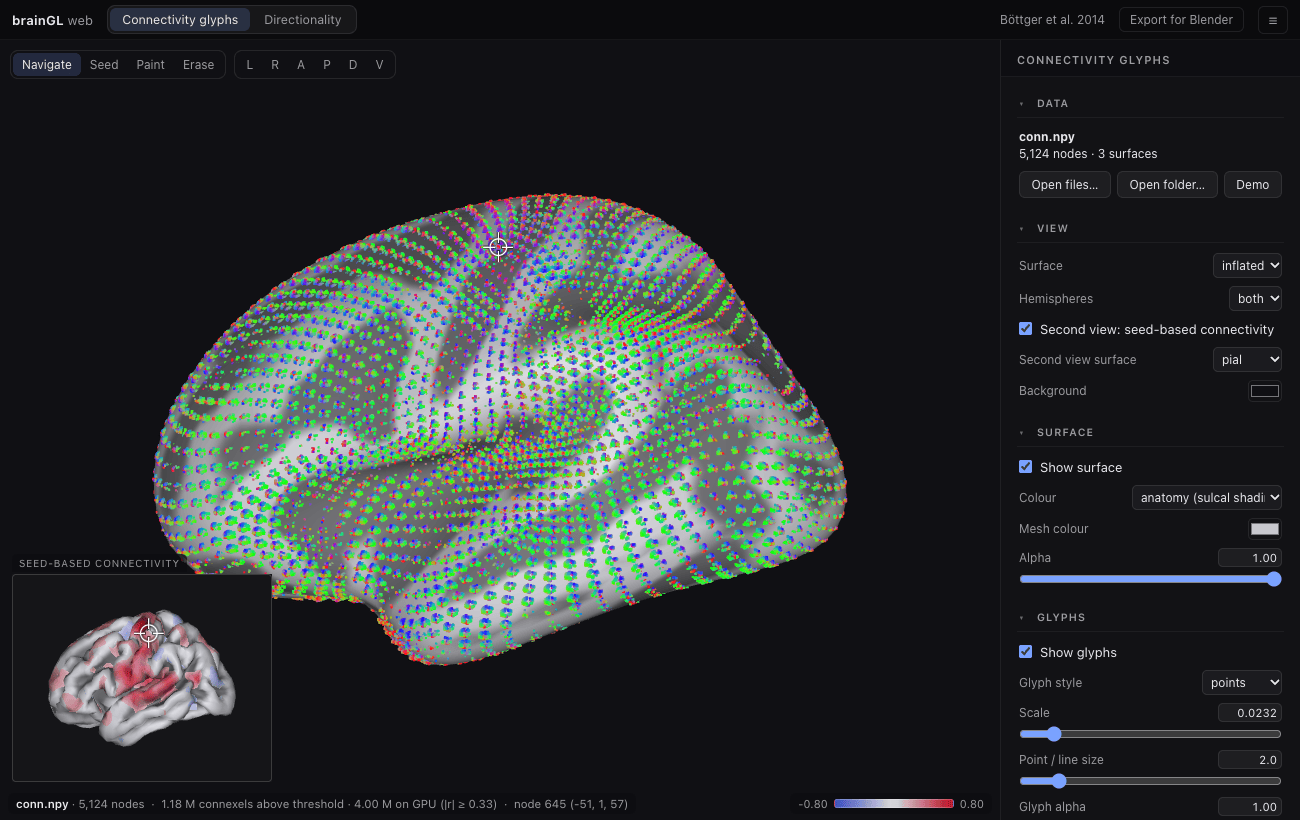 brainGL web
Connectivity glyphs
Directionality
Böttger et al. 2014
Export for Blender
Navigate
Seed
Paint
Erase
L R A P D V
CONNECTIVITY GLYPHS
DATA
conn.npy
5,124 nodes · 3 surfaces
Open files...
Open folder...
Demo
VIEW
Surface
inflated
Hemispheres
both
Second view: seed-based connectivity
Second view surface
pial
Background
SURFACE
Show surface
Colour
anatomy (sulcal shadi
Mesh colour
Alpha
1.00
GLYPHS
Show glyphs
Glyph style
points
Scale
0.0232
Point / line size
2.0
Glyph alpha
1.00
SEED-BASED CONNECTIVITY
conn.npy · 5,124 nodes · 1.18 M connexels above threshold · 4.00 M on GPU (|r| ≥ 0.33) · node 645 (-51, 1, 57)
-0.80
0.80